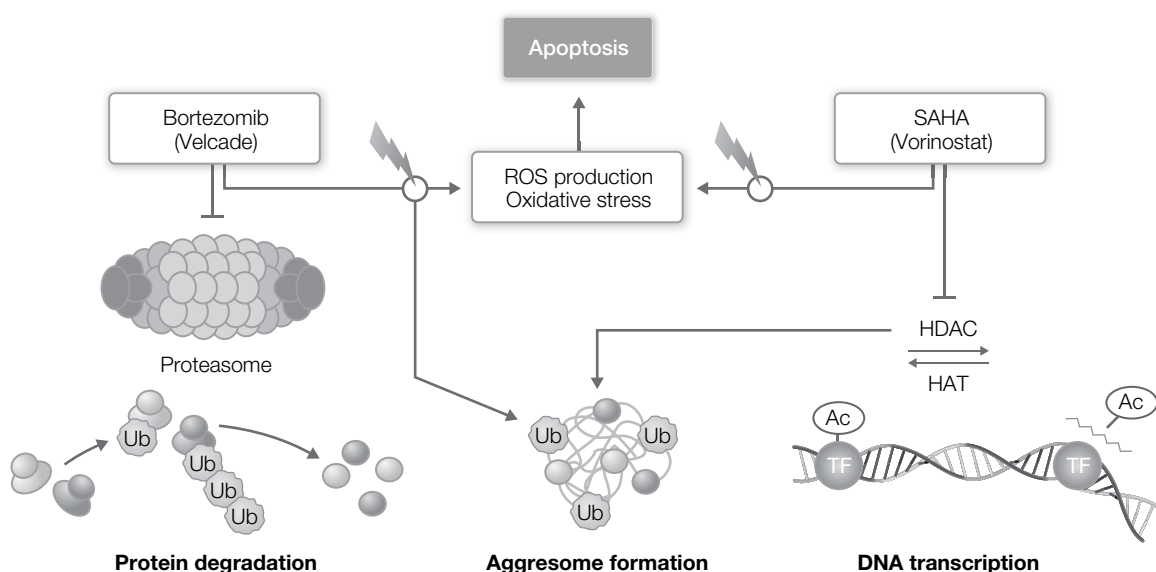 Apoptosis
Bortezomib
(Velcade)
SAHA
(Vorinostat)
ROS production
Oxidative stress
Proteasome
HDAC
HAT
Ac
Ac
Ub
Ub
Ub
Ub
Ub
Ub
Ub
TF
TF
Protein degradation
Aggresome formation
DNA transcription